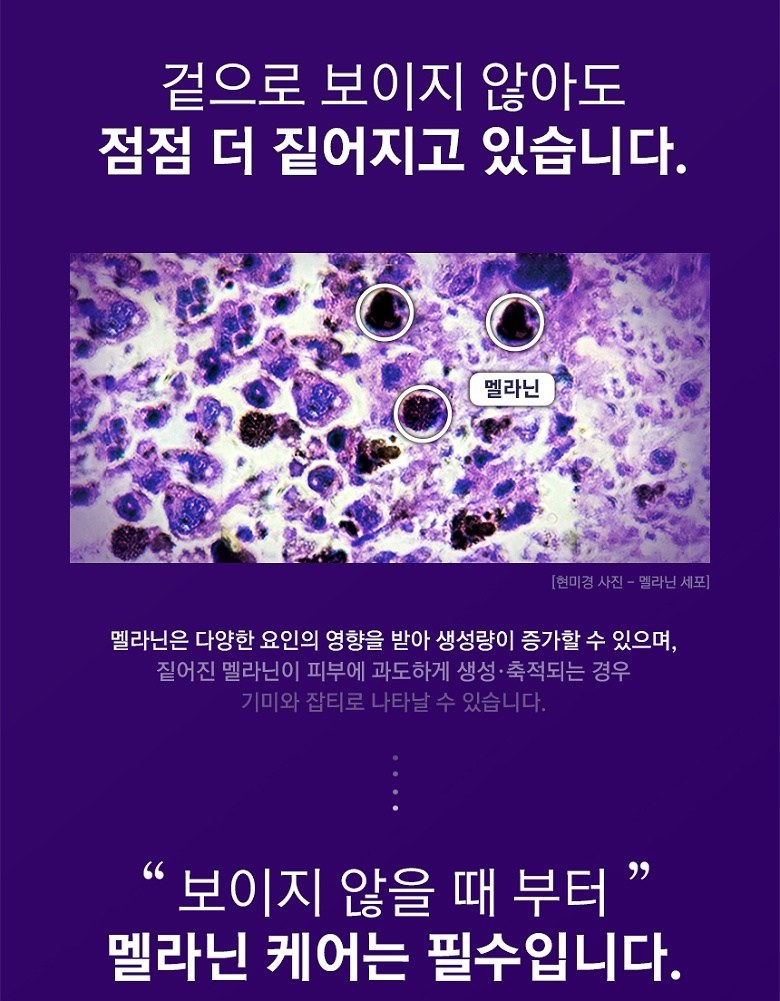 겉으로 보이지 않아도
점점 더 짙어지고 있습니다.
멜라닌
[현미경 사진 - 멜라닌 세포]
멜라닌은 다양한 요인의 영향을 받아 생성량이 증가할 수 있으며,
짙어진 멜라닌이 피부에 과도하게 생성·축적되는 경우
기미와 잡티로 나타날 수 있습니다.
“ 보이지 않을 때 부터 ”
멜라닌 케어는 필수입니다.